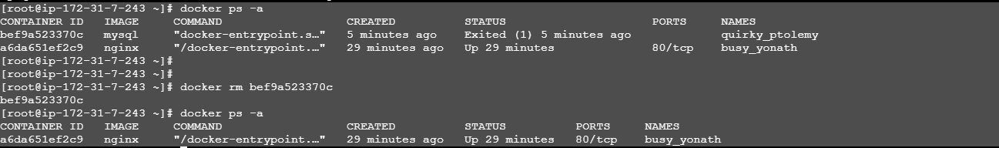 [root@ip-172-31-7-243 ~]# docker ps -a
CONTAINER ID   IMAGE     COMMAND                  CREATED          STATUS                     PORTS     NAMES
bef9a523370c   mysql     "docker-entrypoint.s…"   5 minutes ago    Exited (1) 5 minutes ago             quirky_ptolemy
a6da651ef2c9   nginx     "/docker-entrypoint.…"   29 minutes ago   Up 29 minutes              80/tcp    busy_yonath
[root@ip-172-31-7-243 ~]#
[root@ip-172-31-7-243 ~]#
[root@ip-172-31-7-243 ~]# docker rm bef9a523370c
bef9a523370c
[root@ip-172-31-7-243 ~]# docker ps -a
CONTAINER ID   IMAGE     COMMAND                  CREATED          STATUS          PORTS     NAMES
a6da651ef2c9   nginx     "/docker-entrypoint.…"   29 minutes ago   Up 29 minutes   80/tcp    busy_yonath